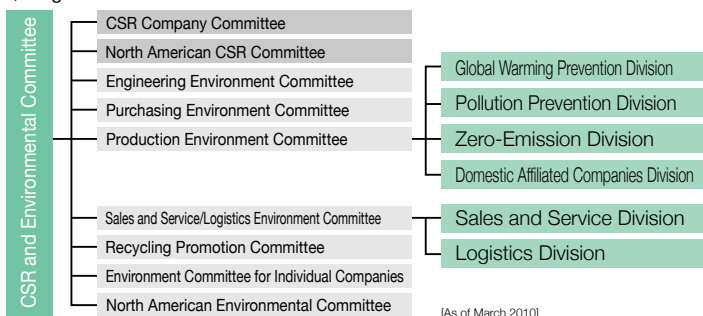 CSR and Environmental Committee
CSR Company Committee
North American CSR Committee
Engineering Environment Committee
Purchasing Environment Committee
Production Environment Committee
Global Warming Prevention Division
Pollution Prevention Division
Zero-Emission Division
Domestic Affiliated Companies Division
Sales and Service/Logistics Environment Committee
Sales and Service Division
Logistics Division
Recycling Promotion Committee
Environment Committee for Individual Companies
North American Environmental Committee
[As of March 2010]